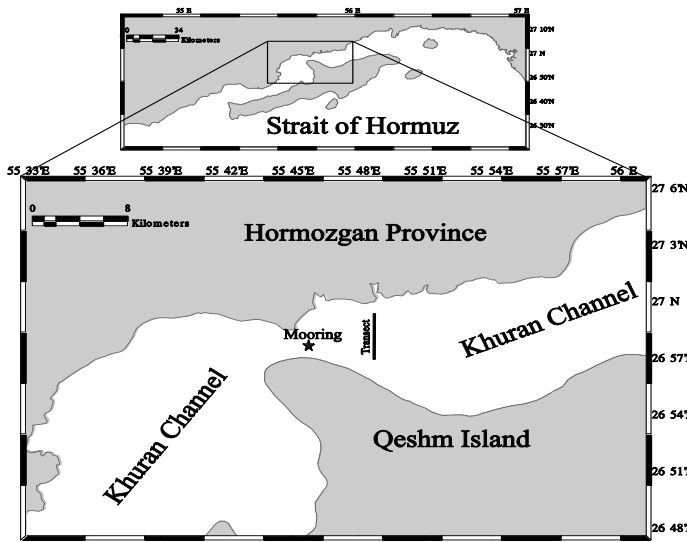 55 E 56 E 57 E
0 34
Kilometers
27 10'N
27 N
26 50'N
26 40'N
26 30'N
Strait of Hormuz
55 33'E 55 36'E 55 39'E 55 42'E 55 45'E 55 48'E 55 51'E 55 54'E 55 57'E 56 E
27 6'N
0 8
Kilometers
Hormozgan Province
27 3'N
27 N
Khuran Channel
Mooring
Transect
26 57'N
Khuran Channel
26 54'N
Qeshm Island
26 51'N
26 48'N